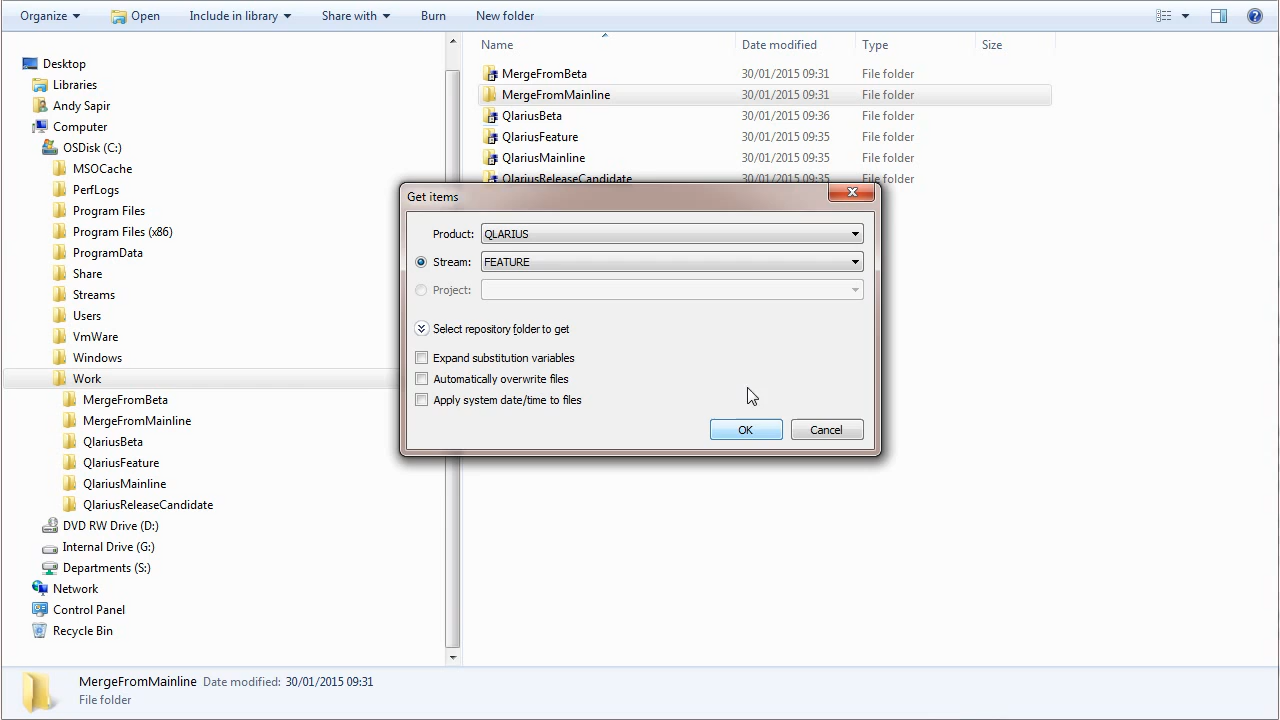 Organize Open Include in library Share with Burn New folder
Name Date modified Type Size
Desktop
Libraries
Andy Sapir
Computer
OSDisk (C:)
MSOCache
PerfLogs
Program Files
Program Files (x86)
ProgramData
Share
Streams
Users
VmWare
Windows
Work
MergeFromBeta
MergeFromMainline
QlariusBeta
QlariusFeature
QlariusMainline
QlariusReleaseCandidate
DVD RW Drive (D:)
Internal Drive (G:)
Departments (S:)
Network
Control Panel
Recycle Bin
MergeFromBeta 30/01/2015 09:31 File folder
MergeFromMainline 30/01/2015 09:31 File folder
QlariusBeta 30/01/2015 09:36 File folder
QlariusFeature 30/01/2015 09:35 File folder
QlariusMainline 30/01/2015 09:35 File folder
QlariusReleaseCandidate 30/01/2015 09:35 File folder
Get items
Product: QLARIUS
Stream: FEATURE
Project:
Select repository folder to get
Expand substitution variables
Automatically overwrite files
Apply system date/time to files
OK Cancel
MergeFromMainline Date modified: 30/01/2015 09:31
File folder